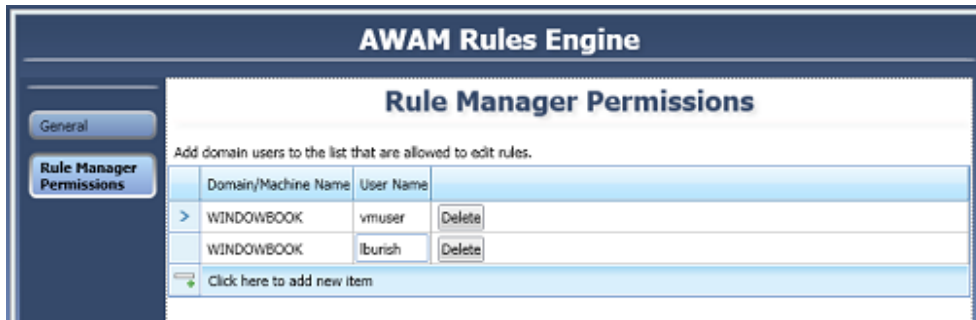 AWAM Rules Engine
Rule Manager Permissions
General
Add domain users to the list that are allowed to edit rules.
Rule Manager
Permissions
Domain/Machine Name User Name
> WINDOWBOOK vmuser Delete
WINDOWBOOK lburish Delete
Click here to add new item